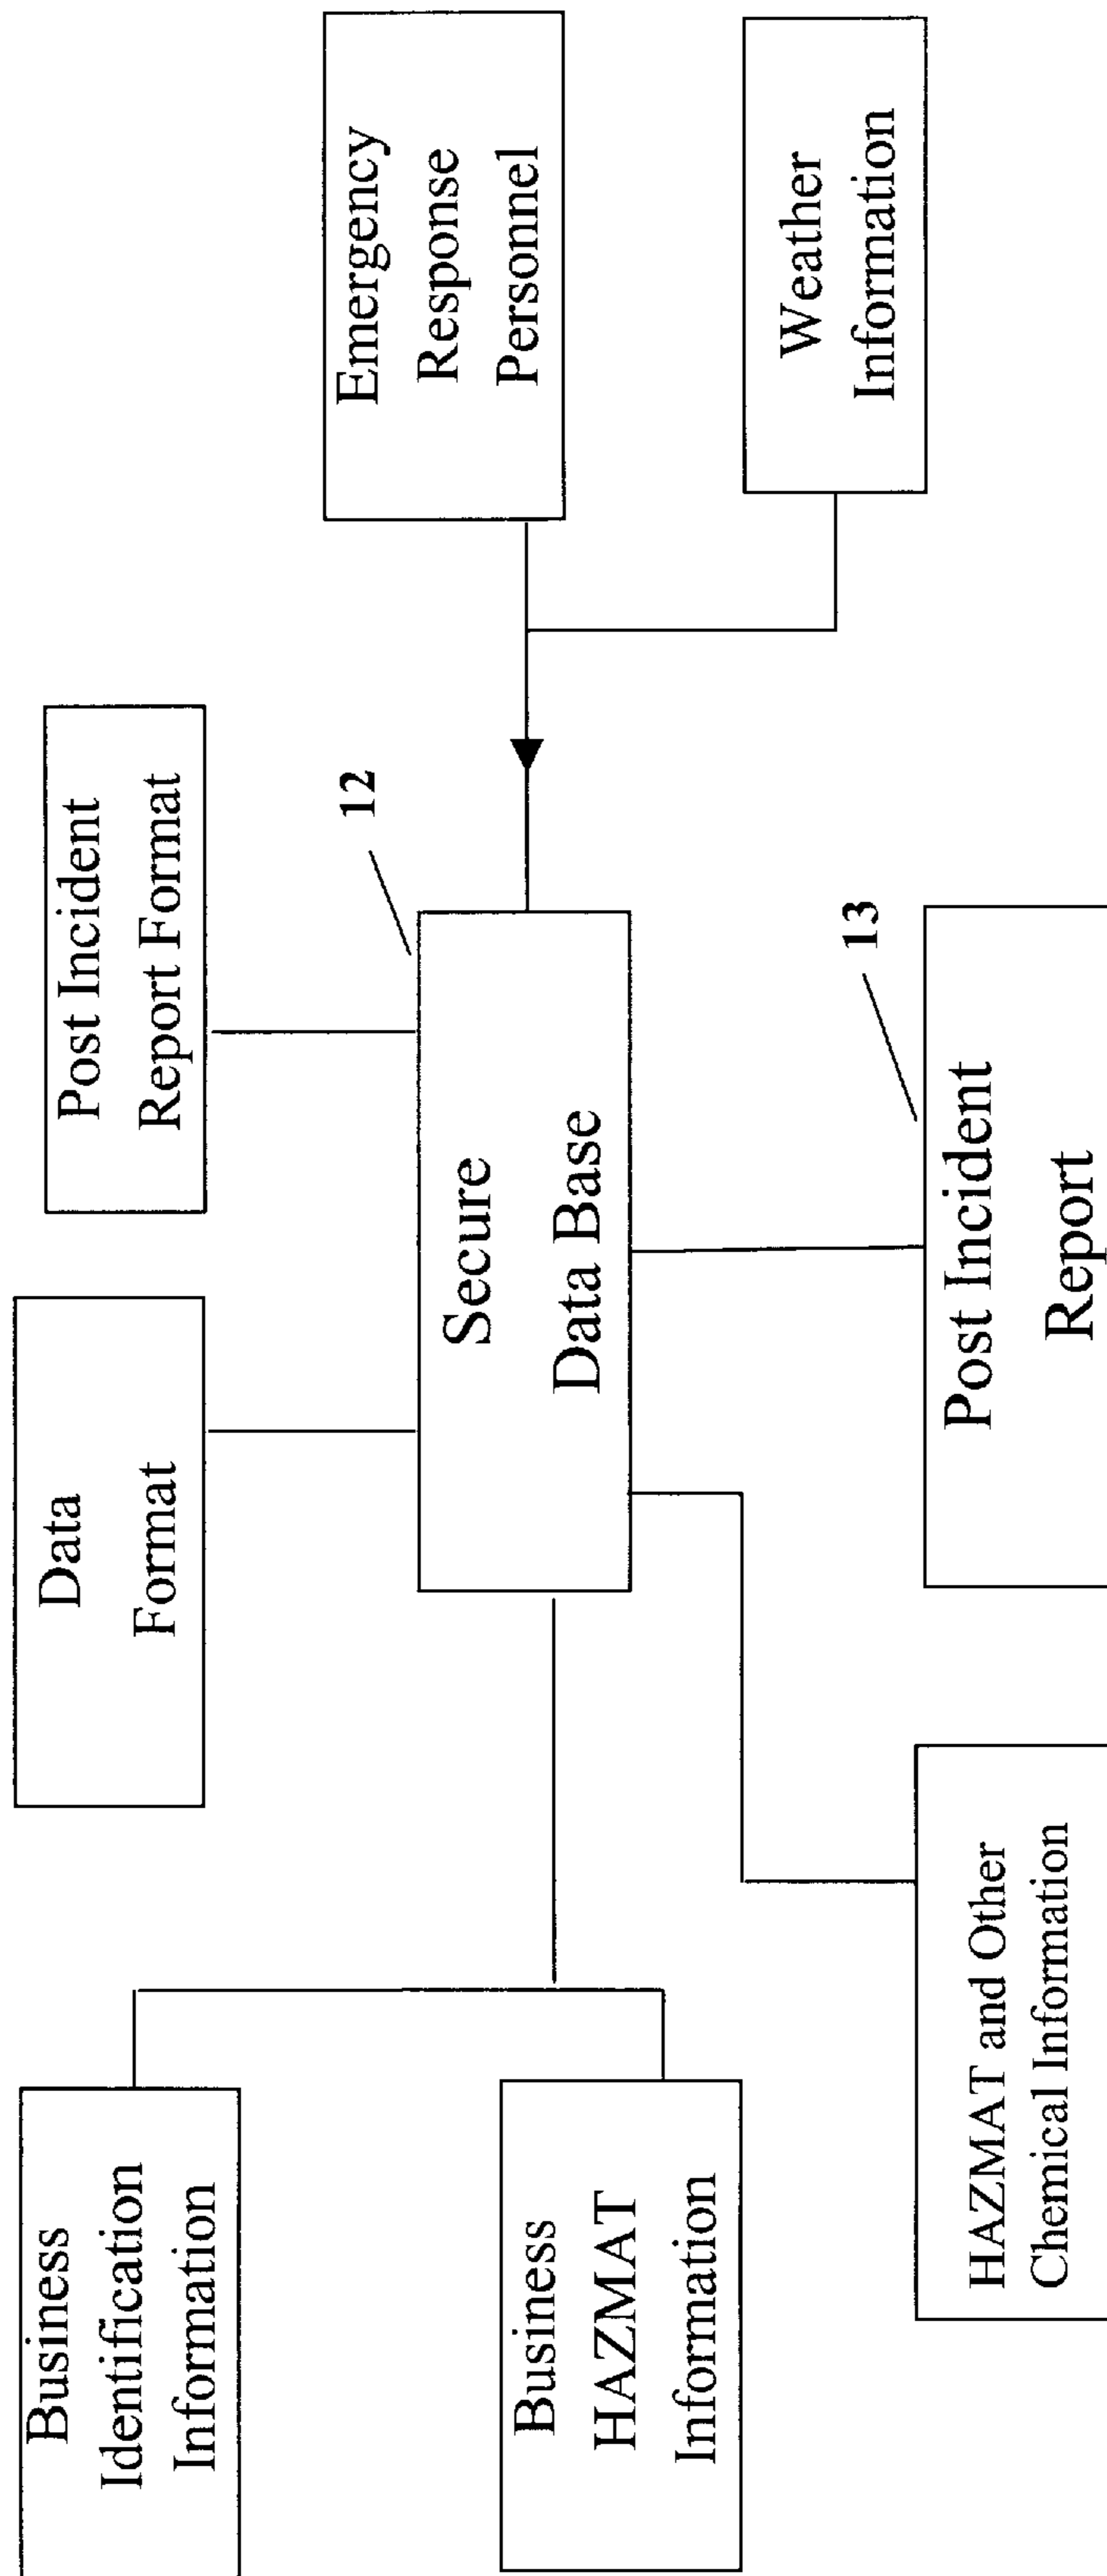 Business
Identification
Information
Data
Format
Post Incident
Report Format
Business
HAZMAT
Information
Secure
Data Base
12
Emergency
Response
Personnel
HAZMAT and Other
Chemical Information
Post Incident
Report
13
Weather
Information